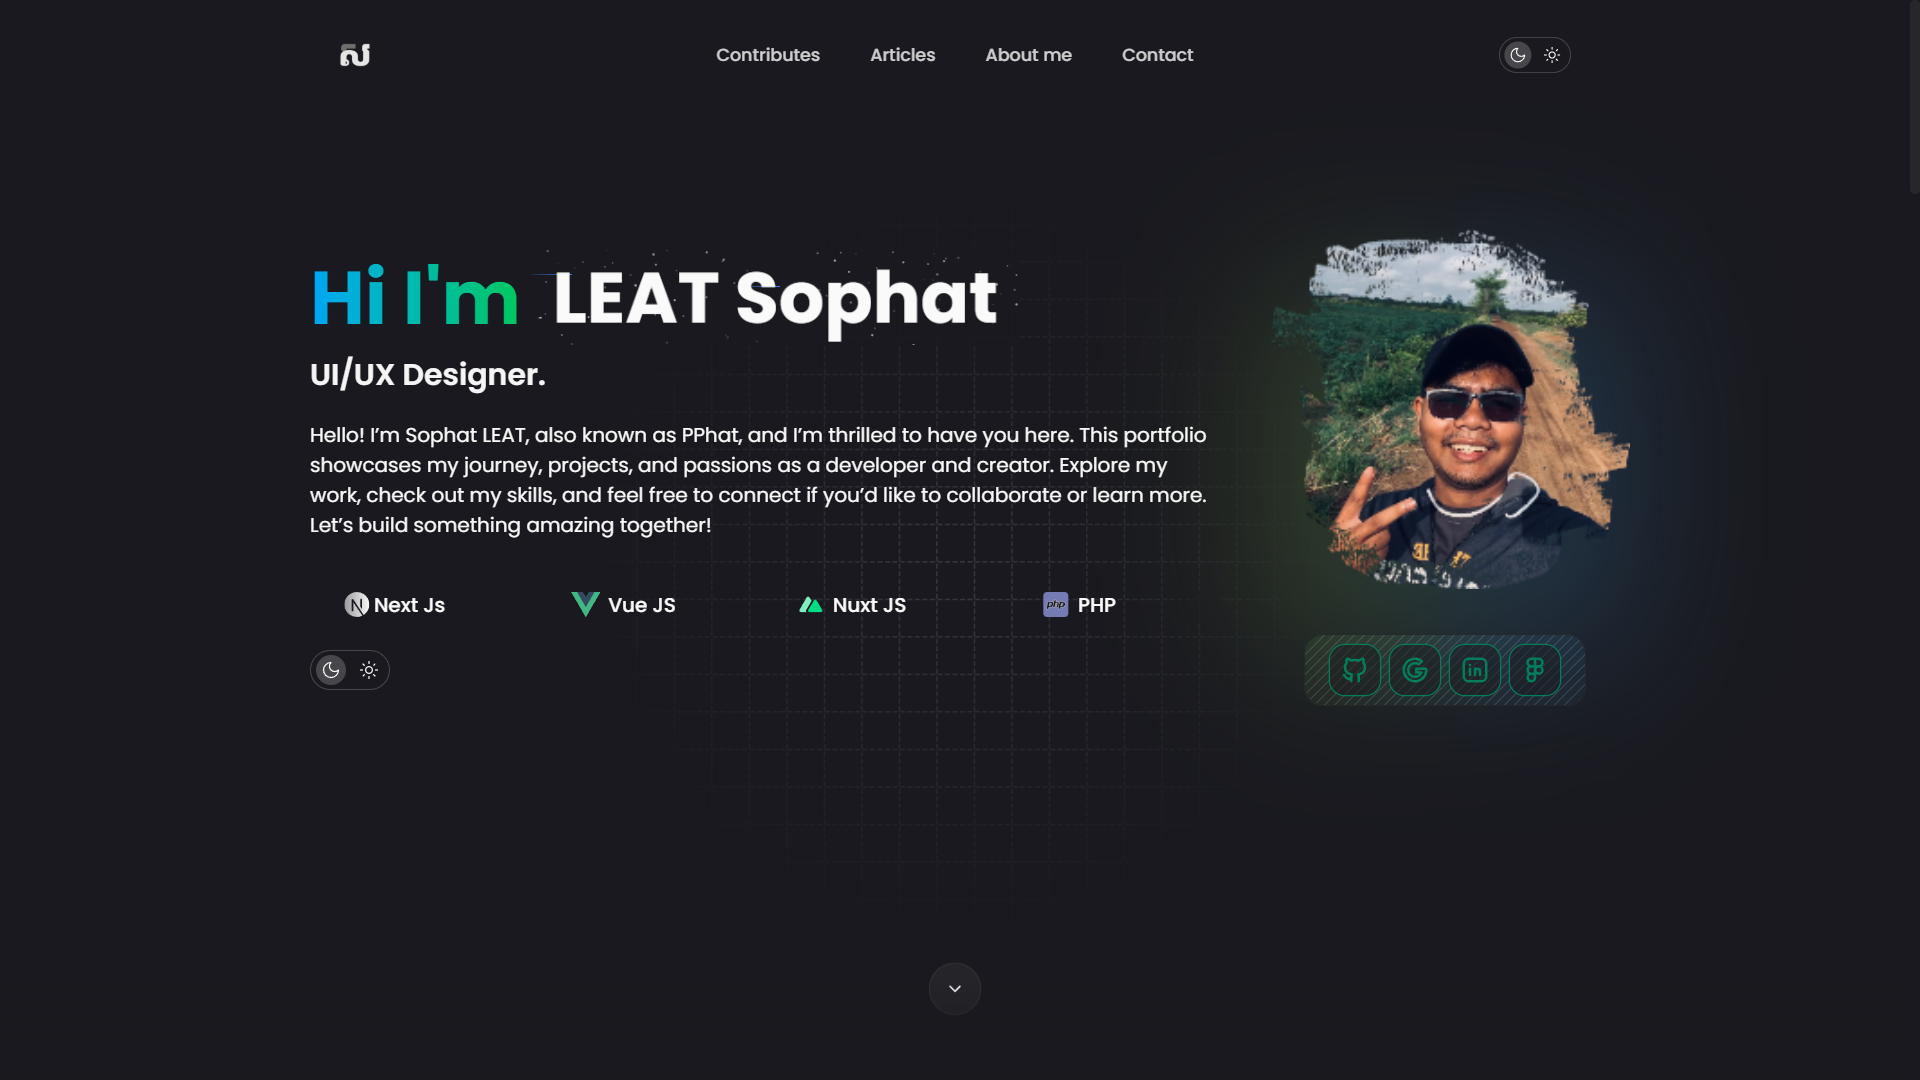 ស
Contributes
Articles
About me
Contact
Hi I'm LEAT Sophat
UI/UX Designer.
Hello! I’m Sophat LEAT, also known as PPhat, and I’m thrilled to have you here. This portfolio
showcases my journey, projects, and passions as a developer and creator. Explore my
work, check out my skills, and feel free to connect if you’d like to collaborate or learn more.
Let’s build something amazing together!
N Next Js
Vue JS
Nuxt JS
php PHP
in